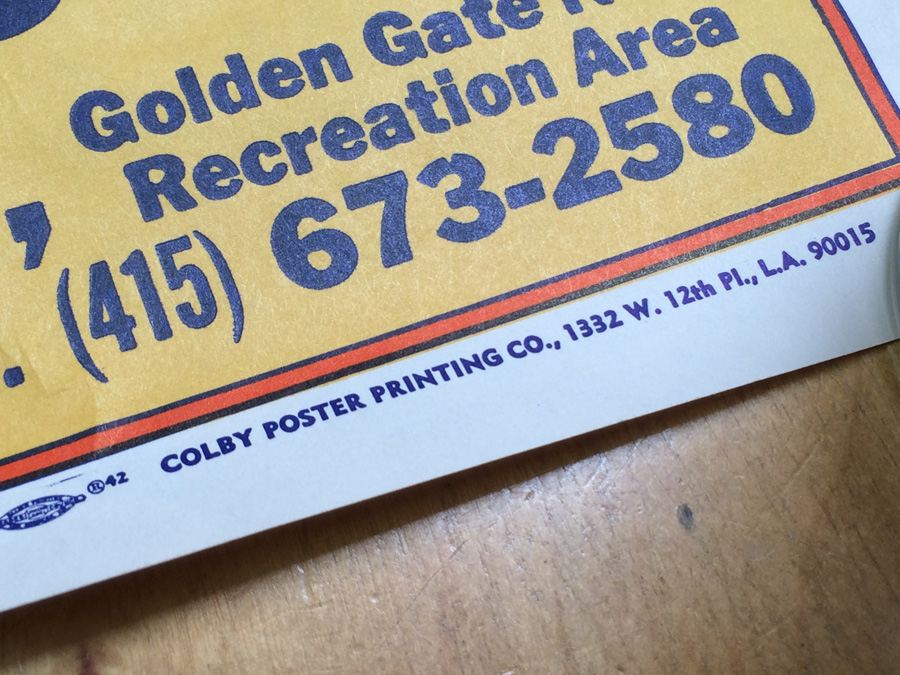 Golden Gate N
Recreation Area
(415) 673-2580
® 42 COLBY POSTER PRINTING CO., 1332 W. 12th Pl., L.A. 90015